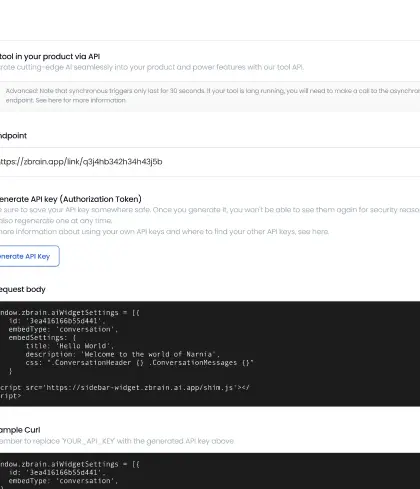 tool in your product via API
rate cutting-edge AI seamlessly into your product and power features with our tool API.
Advanced: Note that synchronous triggers only last for 30 seconds. If your tool is long running, you will need to make a call to the asynchron
endpoint. See here for more information
ndpoint
ttps://zbrain.app/link/q3j4hb342h34h43j5b
enerate API key (Authorization Token)
e sure to save your API key somewhere safe. Once you generate it, you wan't be able to see them again for security reaso
also regenerate one at any time.
more information about using your own API keys and where to find your other API keys, see here.
enerate API Key
equest body
ndow.zbrain.aiWidgetSettings = [{
id: '3ea416166b55d441',
embedType: 'conversation',
embedSettings: {
title: 'Hello World',
description: 'Welcome to the world of Narnia',
css: ".ConversationHeader {} .ConversationMessages {}"
}
cript src='https://sidebar-widget.zbrain.ai.app/shim.js'></
ript>
ample Curl
ember to replace 'YOUR_API_KEY' with the generated API key above
ndow.zbrain.aiWidgetSettings = [{
id: '3ea416166b55d441',
embedType: 'conversation',